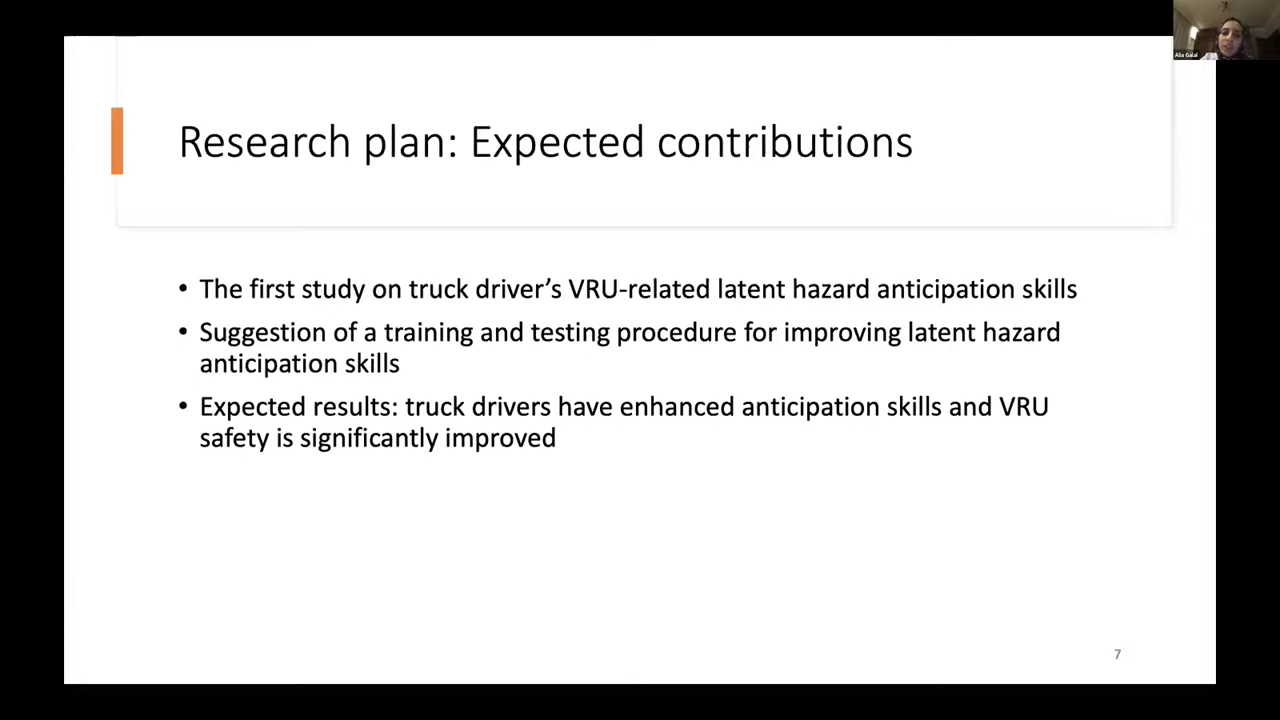 Alia Galal
Research plan: Expected contributions
• The first study on truck driver’s VRU-related latent hazard anticipation skills
• Suggestion of a training and testing procedure for improving latent hazard
anticipation skills
• Expected results: truck drivers have enhanced anticipation skills and VRU
safety is significantly improved
7